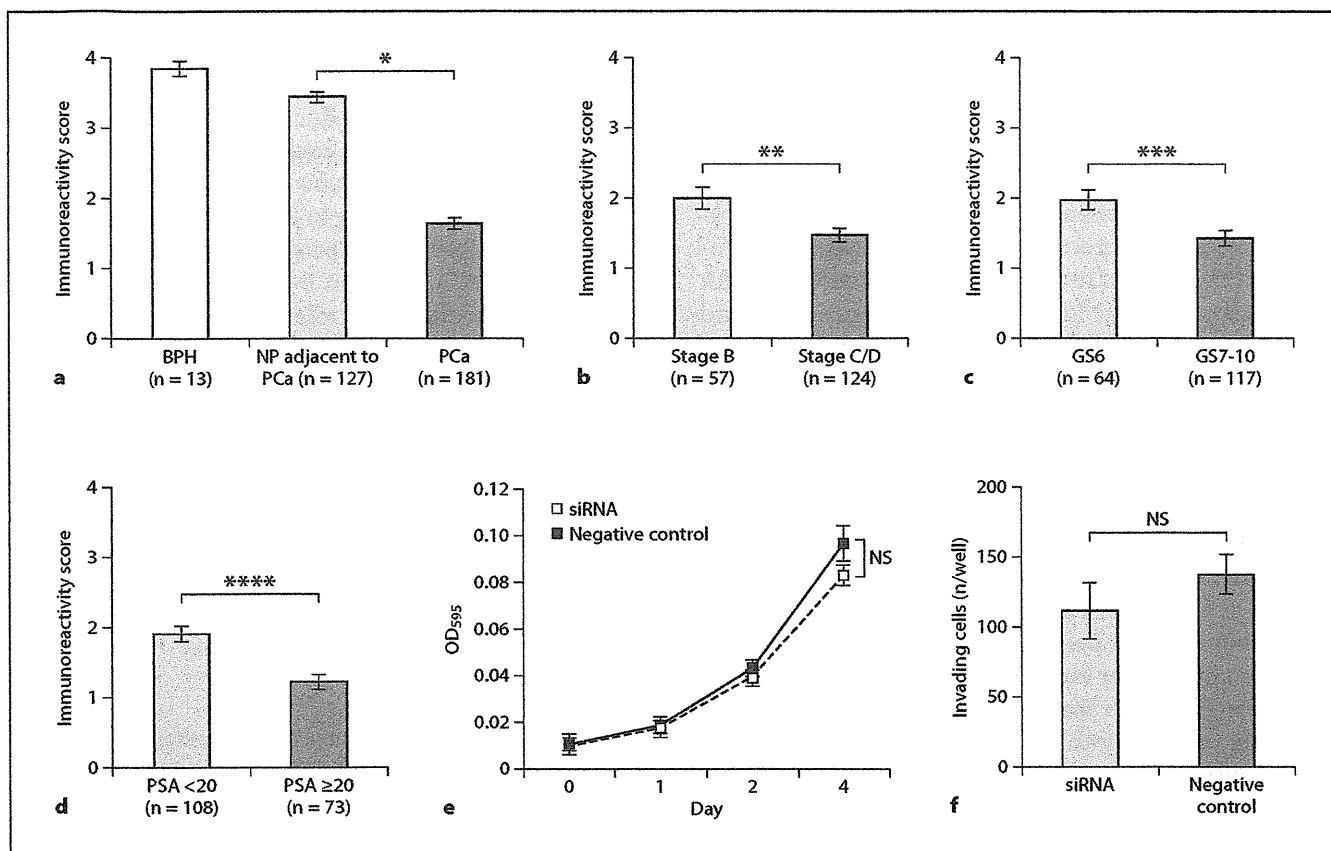 4
3
2
1
0
Immunoreactivity score
*
BPH
(n = 13)
NP adjacent to
PCa (n = 127)
PCa
(n = 181)
a
4
3
2
1
0
Immunoreactivity score
**
Stage B
(n = 57)
Stage C/D
(n = 124)
b
4
3
2
1
0
Immunoreactivity score
***
GS6
(n = 64)
GS7-10
(n = 117)
c
4
3
2
1
0
Immunoreactivity score
****
PSA <20
(n = 108)
PSA ≥20
(n = 73)
d
0.12
0.10
0.08
0.06
0.04
0.02
0
OD595
siRNA
Negative control
NS
0
1
2
4
Day
e
200
150
100
50
0
Invading cells (n/well)
NS
siRNA
Negative
control
f